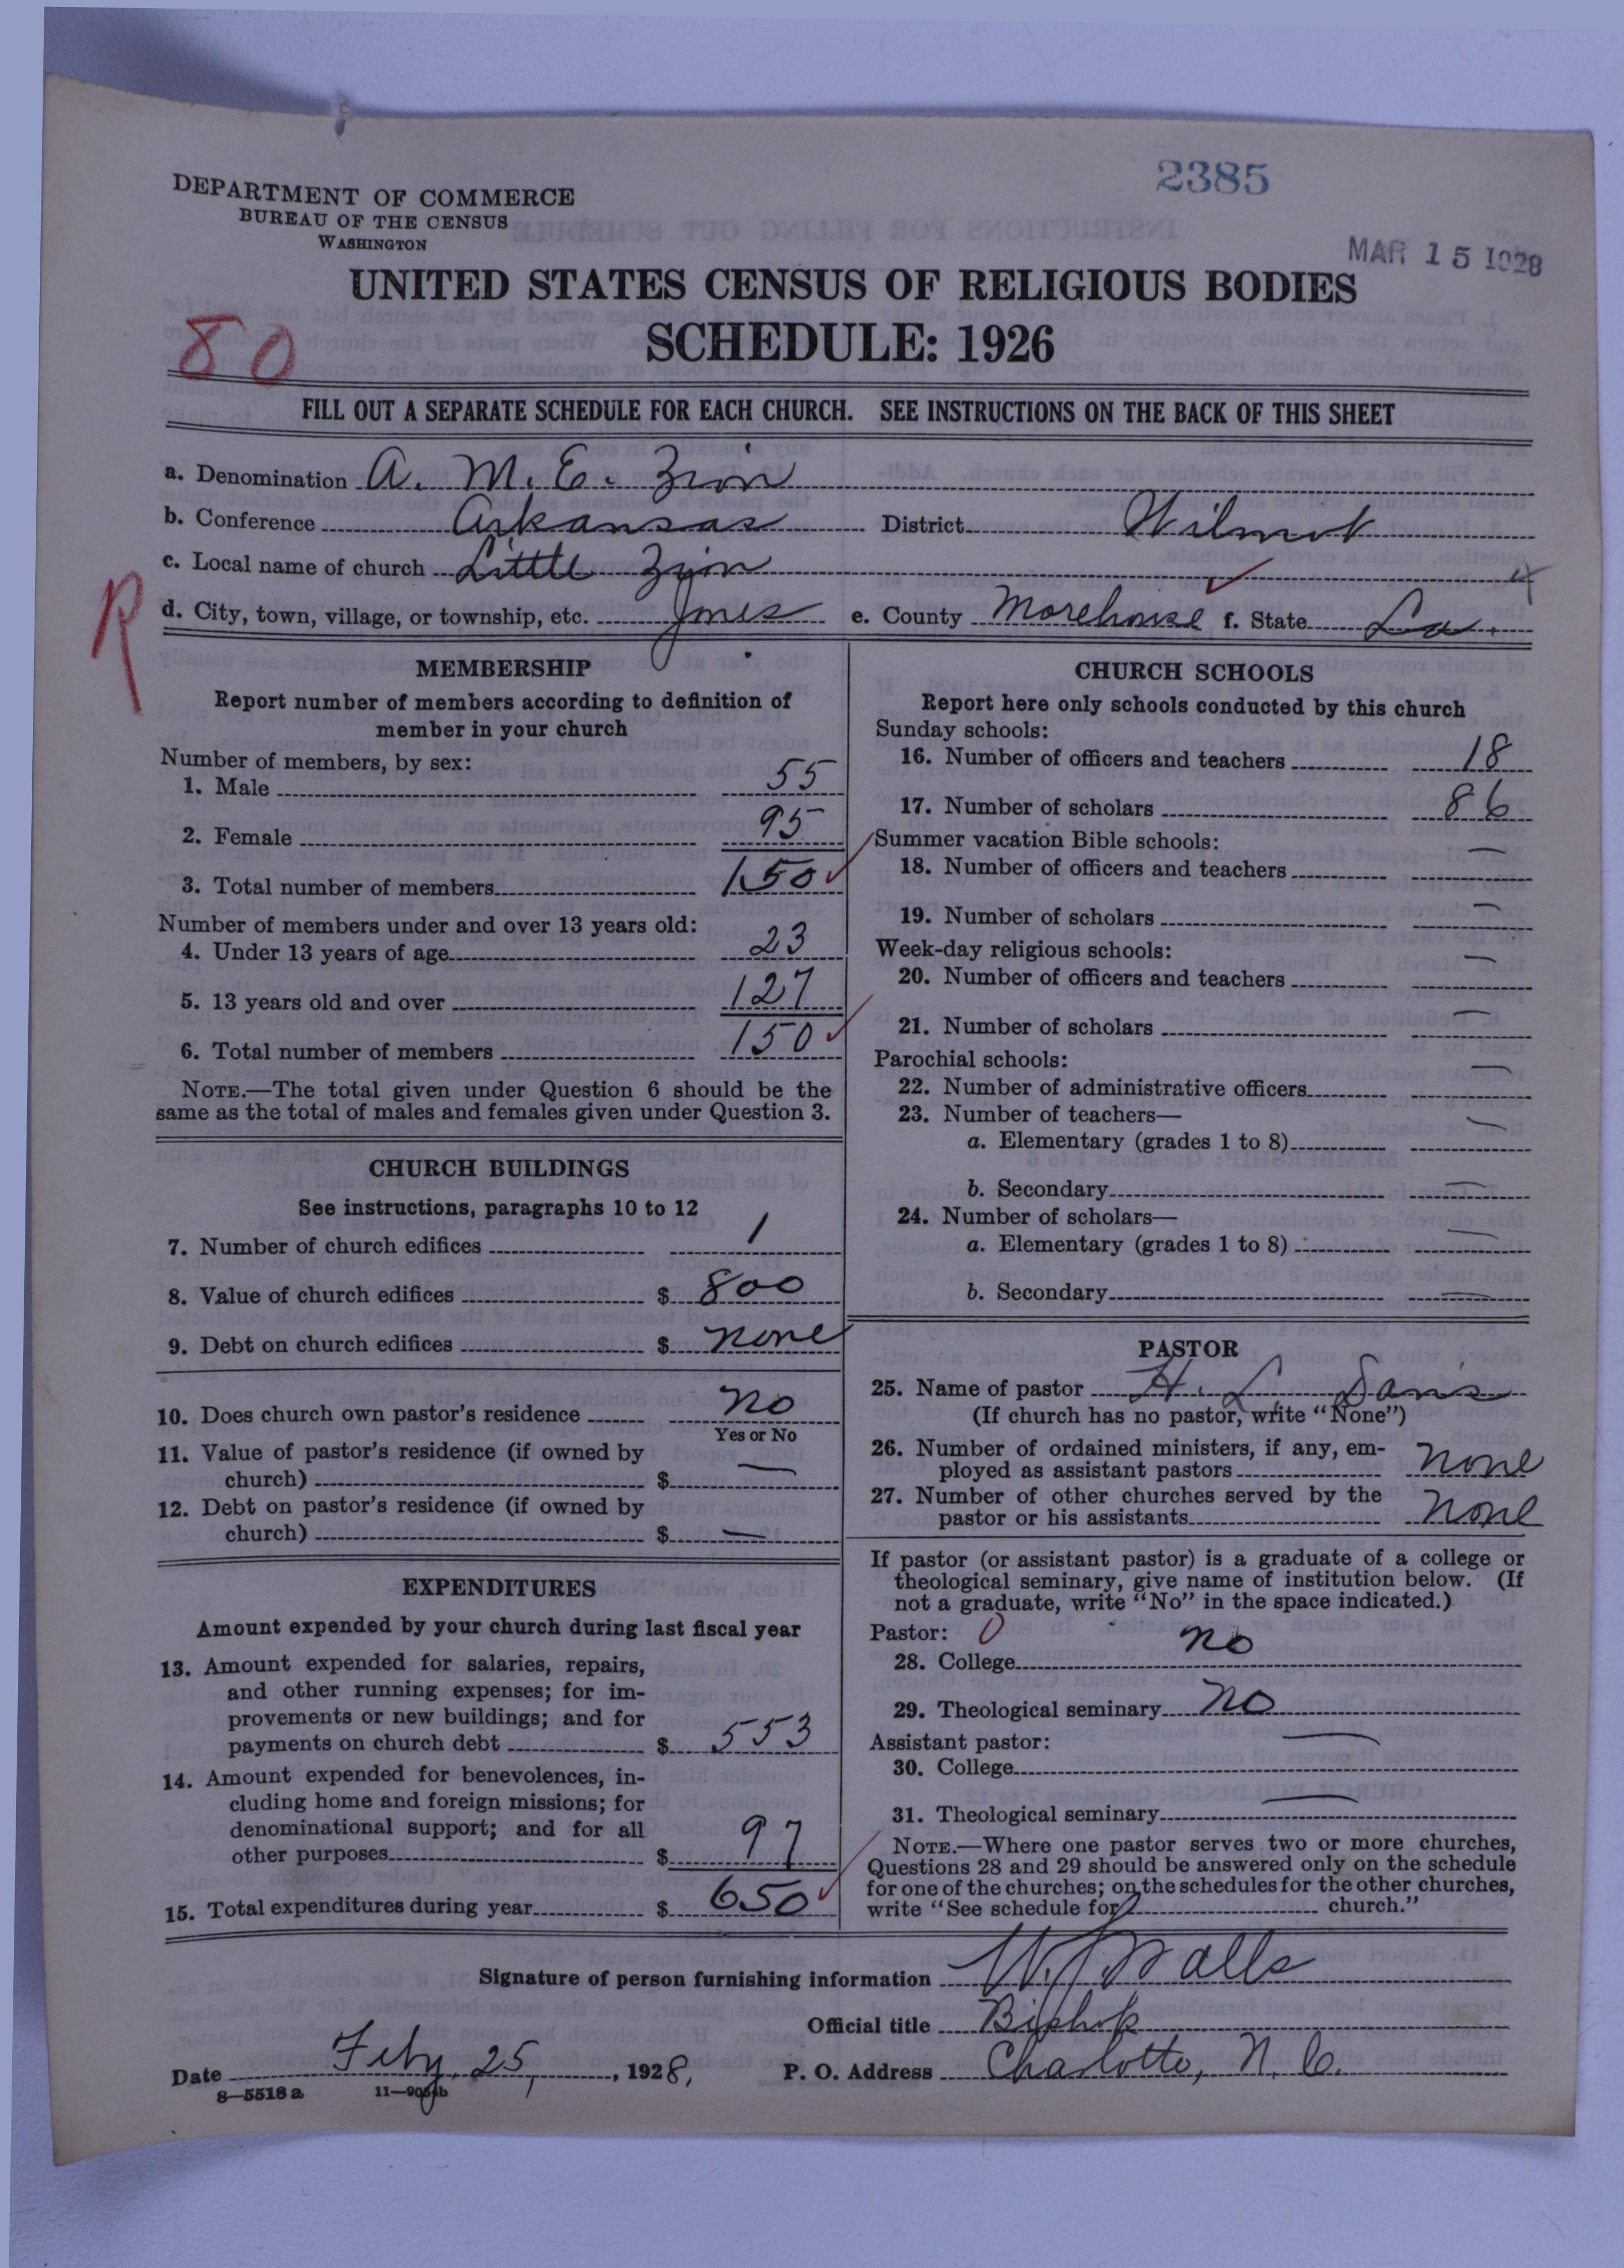 2385
DEPARTMENT OF COMMERCE
BUREAU OF THE CENSUS
WASHINGTON
MAR 15 1928
UNITED STATES CENSUS OF RELIGIOUS BODIES
SCHEDULE: 1926
80
FILL OUT A SEPARATE SCHEDULE FOR EACH CHURCH. SEE INSTRUCTIONS ON THE BACK OF THIS SHEET
a. Denomination A. M. E. Zion
b. Conference Arkansas District Wilmot
c. Local name of church Little Zion
R
d. City, town, village, or township, etc. Jones e. County Morehouse f. State La.
MEMBERSHIP
Report number of members according to definition of
member in your church
Number of members, by sex:
1. Male 55
2. Female 95
3. Total number of members 150
Number of members under and over 13 years old:
4. Under 13 years of age 23
5. 13 years old and over 127
6. Total number of members 150
NOTE.—The total given under Question 6 should be the
same as the total of males and females given under Question 3.
CHURCH BUILDINGS
See instructions, paragraphs 10 to 12
7. Number of church edifices 1
8. Value of church edifices $ 800
9. Debt on church edifices $ none
10. Does church own pastor's residence no
Yes or No
11. Value of pastor's residence (if owned by
church) $ —
12. Debt on pastor's residence (if owned by
church) $ —
EXPENDITURES
Amount expended by your church during last fiscal year
13. Amount expended for salaries, repairs,
and other running expenses; for im-
provements or new buildings; and for
payments on church debt $ 553
14. Amount expended for benevolences, in-
cluding home and foreign missions; for
denominational support; and for all
other purposes $ 97
15. Total expenditures during year $ 650
CHURCH SCHOOLS
Report here only schools conducted by this church
Sunday schools:
16. Number of officers and teachers 18
17. Number of scholars 86
Summer vacation Bible schools:
18. Number of officers and teachers —
19. Number of scholars —
Week-day religious schools:
20. Number of officers and teachers —
21. Number of scholars —
Parochial schools:
22. Number of administrative officers —
23. Number of teachers—
a. Elementary (grades 1 to 8) —
b. Secondary —
24. Number of scholars—
a. Elementary (grades 1 to 8) —
b. Secondary —
PASTOR
25. Name of pastor H. L. Danis
(If church has no pastor, write "None")
26. Number of ordained ministers, if any, em-
ployed as assistant pastors none
27. Number of other churches served by the
pastor or his assistants none
If pastor (or assistant pastor) is a graduate of a college or
theological seminary, give name of institution below. (If
not a graduate, write "No" in the space indicated.)
Pastor: 0
28. College no
29. Theological seminary no
Assistant pastor:
30. College —
31. Theological seminary —
NOTE.—Where one pastor serves two or more churches,
Questions 28 and 29 should be answered only on the schedule
for one of the churches; on the schedules for the other churches,
write "See schedule for church."
Signature of person furnishing information W. J. Walls
Official title Bishop
Date Feby. 25, 1928, P. O. Address Charlotte, N. C.
8—5518 a 11—9034b